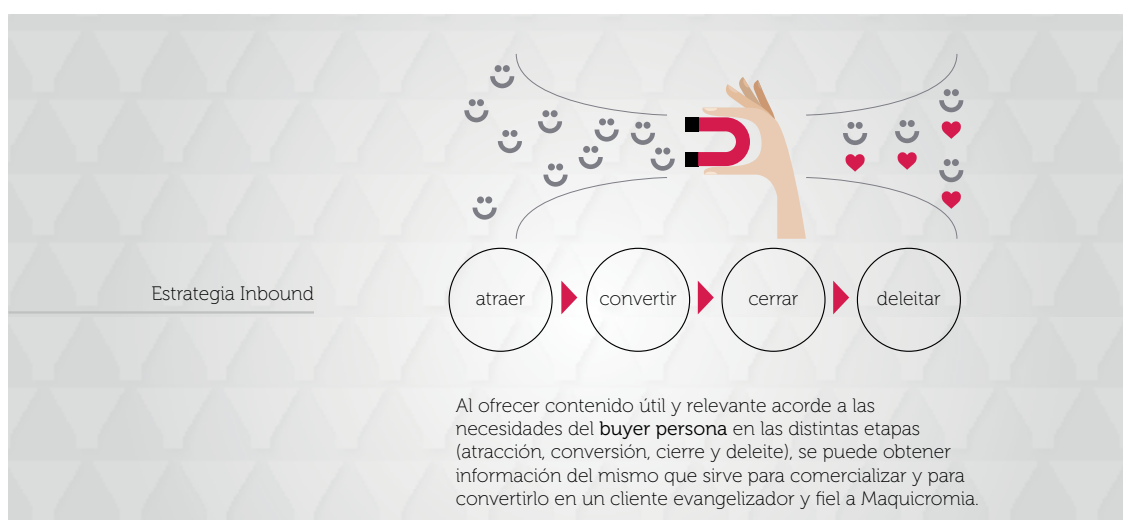 Estrategia Inbound
atraer
convertir
cerrar
deleitar
Al ofrecer contenido útil y relevante acorde a las
necesidades del buyer persona en las distintas etapas
(atracción, conversión, cierre y deleite), se puede obtener
información del mismo que sirve para comercializar y para
convertirlo en un cliente evangelizador y fiel a Maquicromia.